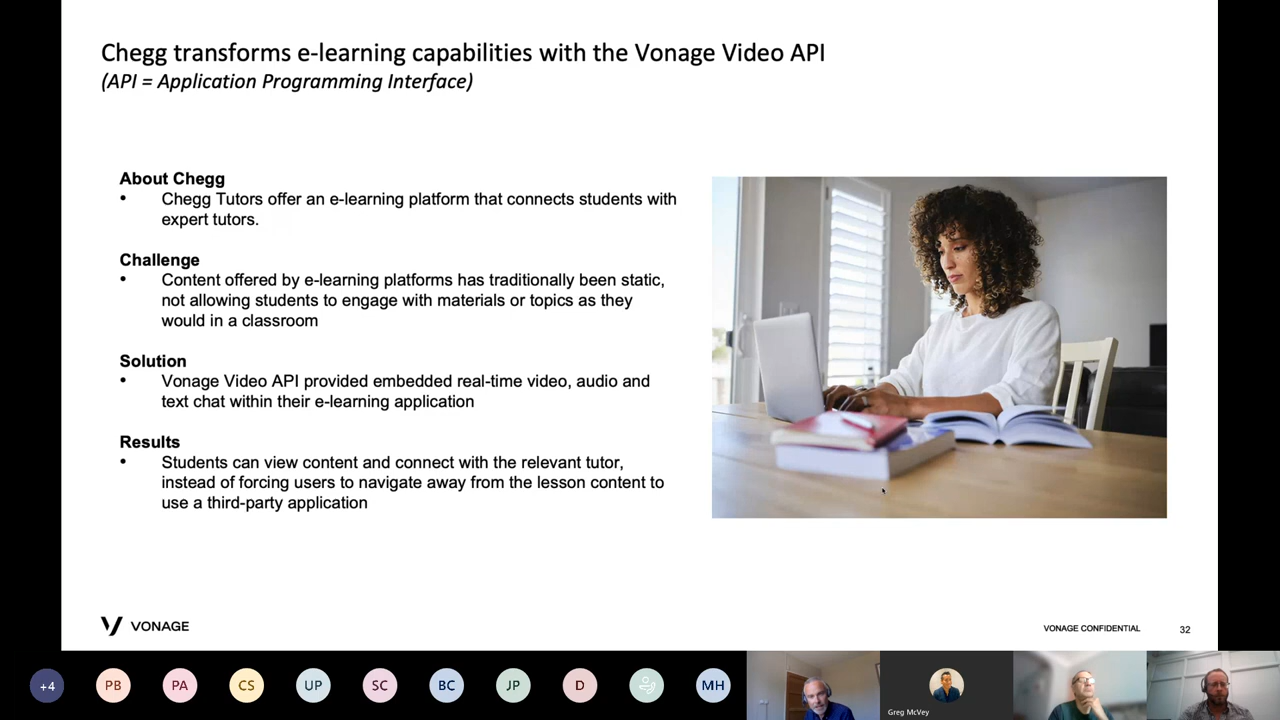 Chegg transforms e-learning capabilities with the Vonage Video API
(API = Application Programming Interface)
About Chegg
• Chegg Tutors offer an e-learning platform that connects students with
expert tutors.
Challenge
• Content offered by e-learning platforms has traditionally been static,
not allowing students to engage with materials or topics as they
would in a classroom
Solution
• Vonage Video API provided embedded real-time video, audio and
text chat within their e-learning application
Results
• Students can view content and connect with the relevant tutor,
instead of forcing users to navigate away from the lesson content to
use a third-party application
VONAGE
VONAGE CONFIDENTIAL
32
+4
PB
PA
CS
UP
SC
BC
JP
D
MH
Greg McVey